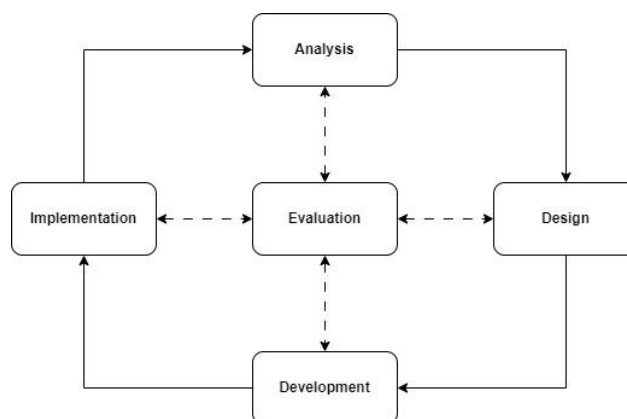 Analysis
Implementation
Evaluation
Design
Development